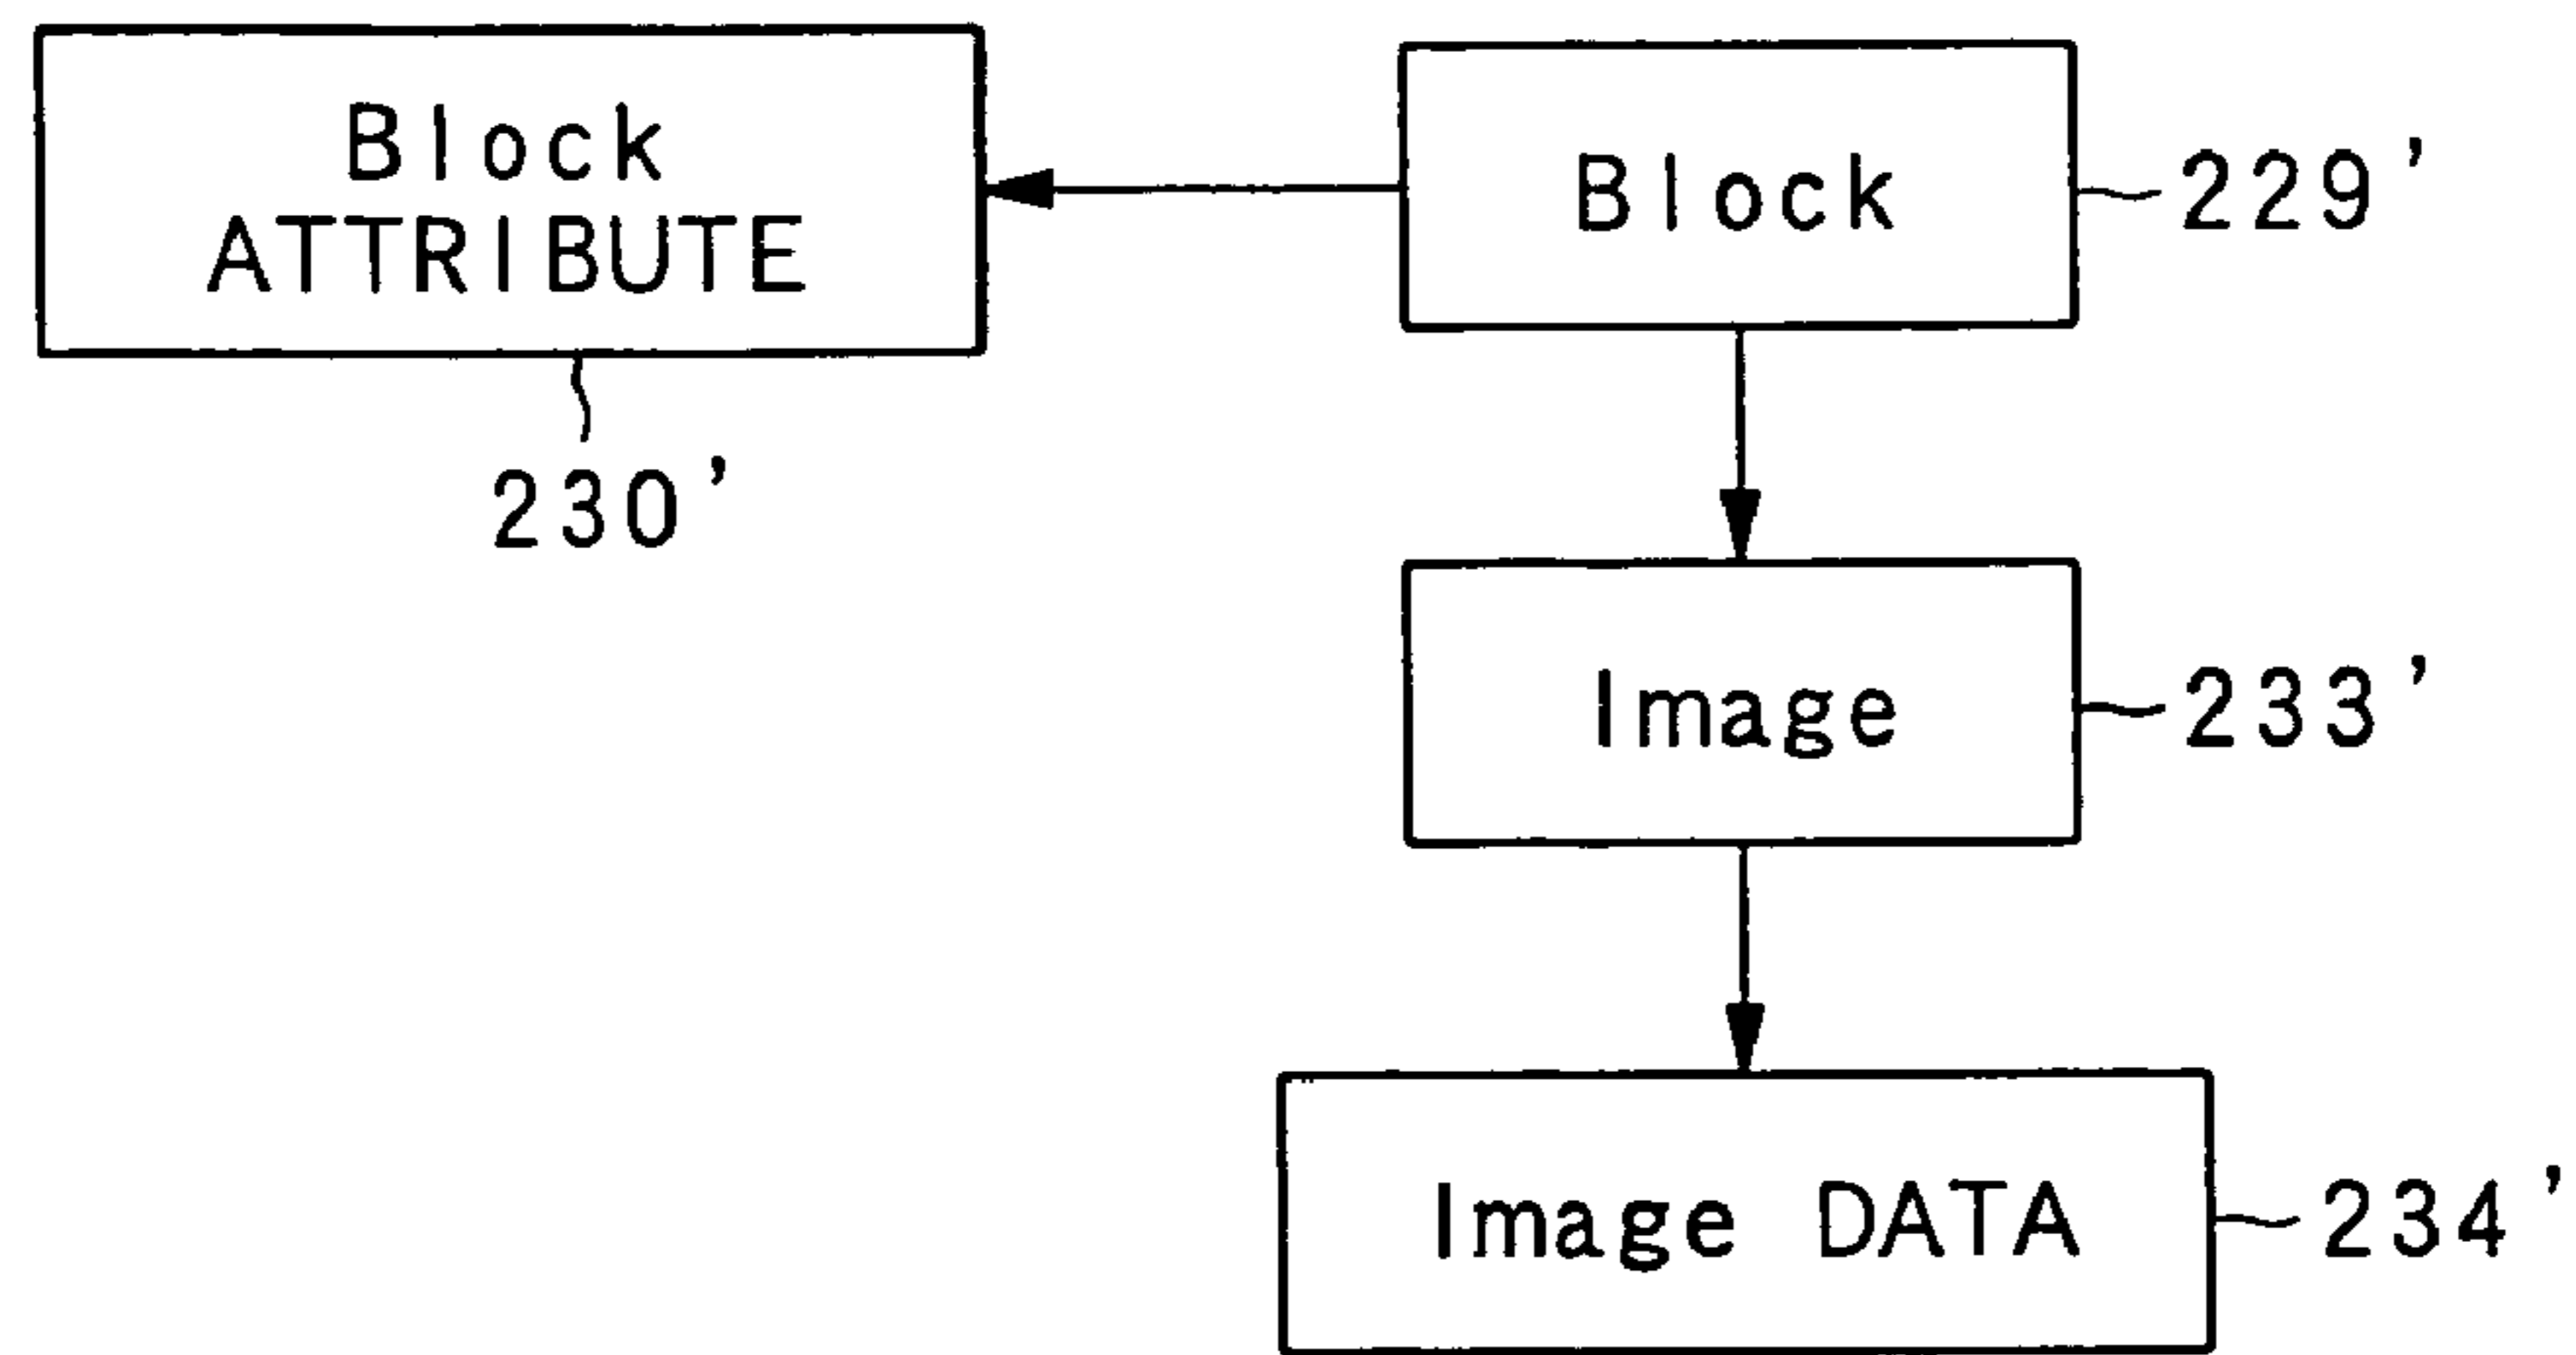 Block
ATTRIBUTE
230'
Block
229'
Image
233'
Image DATA
234'